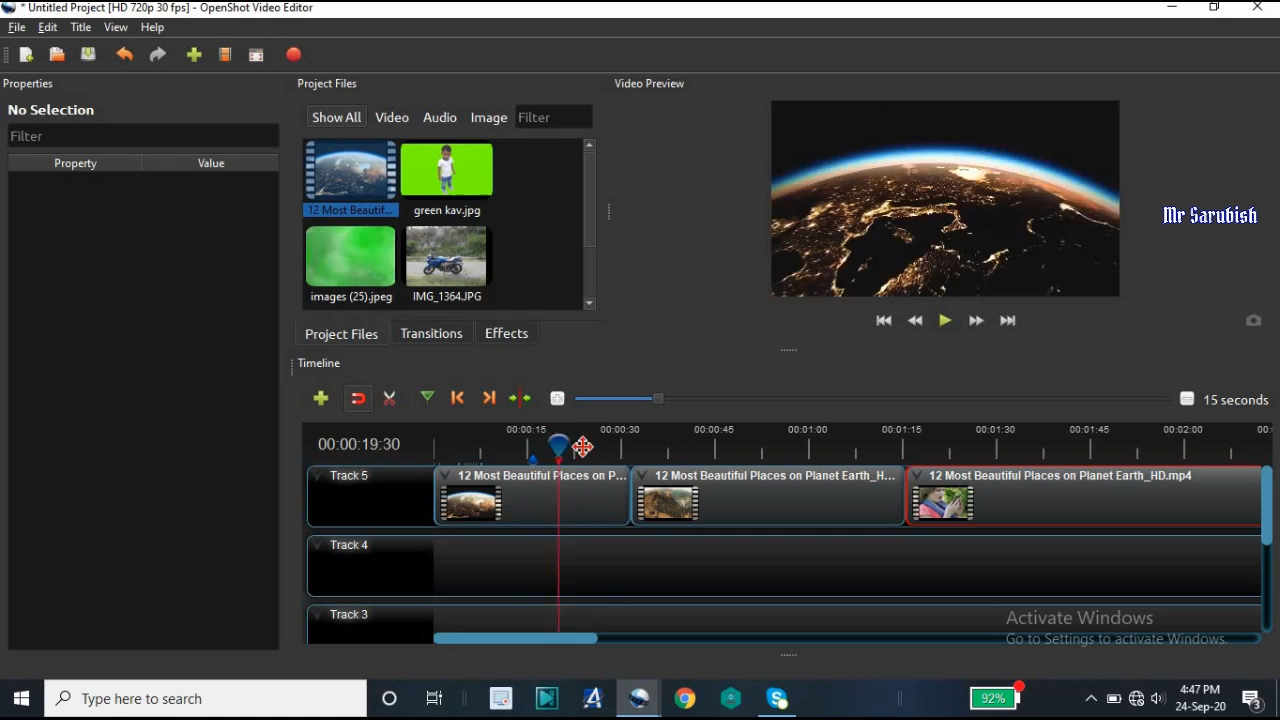 * Untitled Project [HD 720p 30 fps] - OpenShot Video Editor
File Edit Title View Help
Properties
Project Files
Video Preview
No Selection
Filter
Property Value
Show All Video Audio Image Filter
12 Most Beautif...
green kav.jpg
images (25).jpeg
IMG_1364.JPG
Mr Sarubish
Project Files Transitions Effects
Timeline
15 seconds
00:00:19:30
00:00:15 00:00:30 00:00:45 00:01:00 00:01:15 00:01:30 00:01:45 00:02:00
Track 5
12 Most Beautiful Places on P...
12 Most Beautiful Places on Planet Earth_H...
12 Most Beautiful Places on Planet Earth_HD.mp4
Track 4
Track 3
Activate Windows
Go to Settings to activate Windows.
Type here to search
92%
4:47 PM
24-Sep-20
3